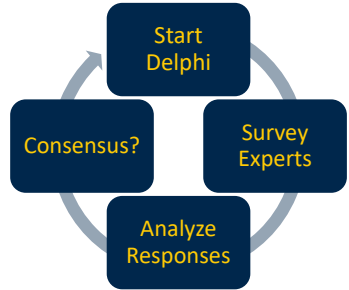 Start
Delphi
Survey
Experts
Analyze
Responses
Consensus?